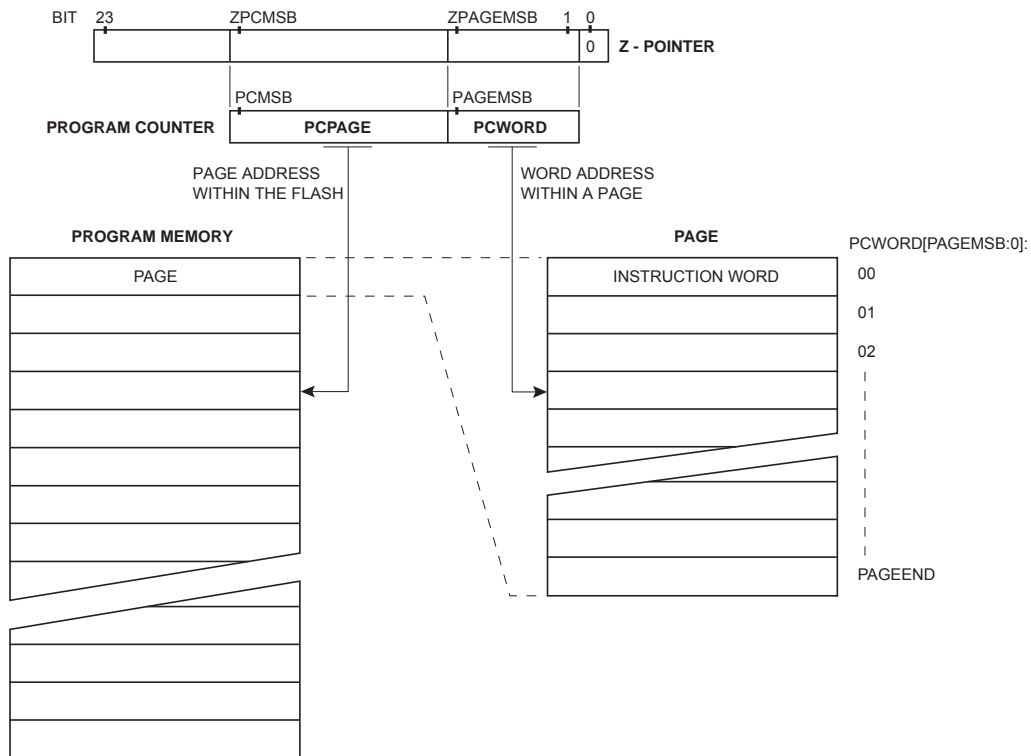 BIT 23 ZPCMSB ZPAGEMSB 1 0
0 Z - POINTER
PCMSB PAGEMSB
PROGRAM COUNTER PCPAGE PCWORD
PAGE ADDRESS
WITHIN THE FLASH
WORD ADDRESS
WITHIN A PAGE
PROGRAM MEMORY PAGE PCWORD[PAGEMSB:0]:
PAGE INSTRUCTION WORD 00
01
02
PAGEEND